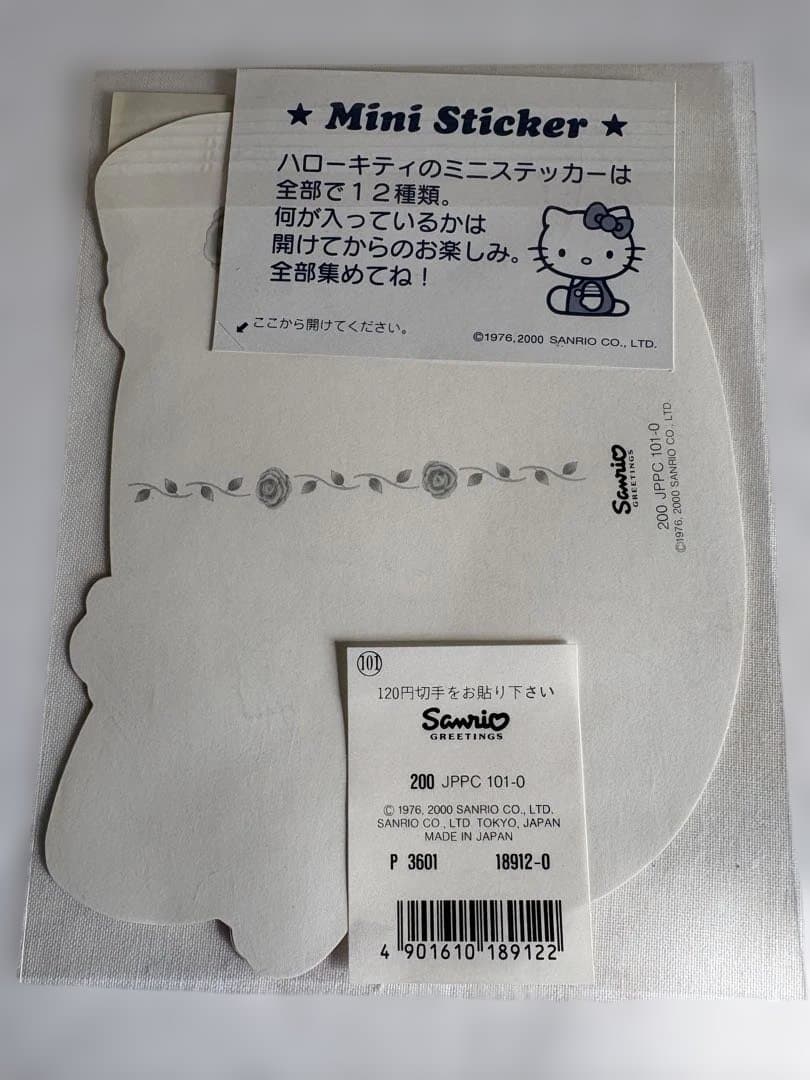 ★ Mini Sticker ★
ハローキティのミニステッカーは
全部で12種類。
何が入っているかは
開けてからのお楽しみ。
全部集めてね！
ここから開けてください。
©1976,2000 SANRIO CO., LTD.
Sanrio
GREETINGS
200 JPPC 101-0
©1976, 2000 SANRIO CO., LTD.
101
120円切手をお貼り下さい
Sanrio
GREETINGS
200 JPPC 101-0
© 1976, 2000 SANRIO CO., LTD.
SANRIO CO., LTD. TOKYO, JAPAN
MADE IN JAPAN
P 3601 18912-0
4 901610 189122